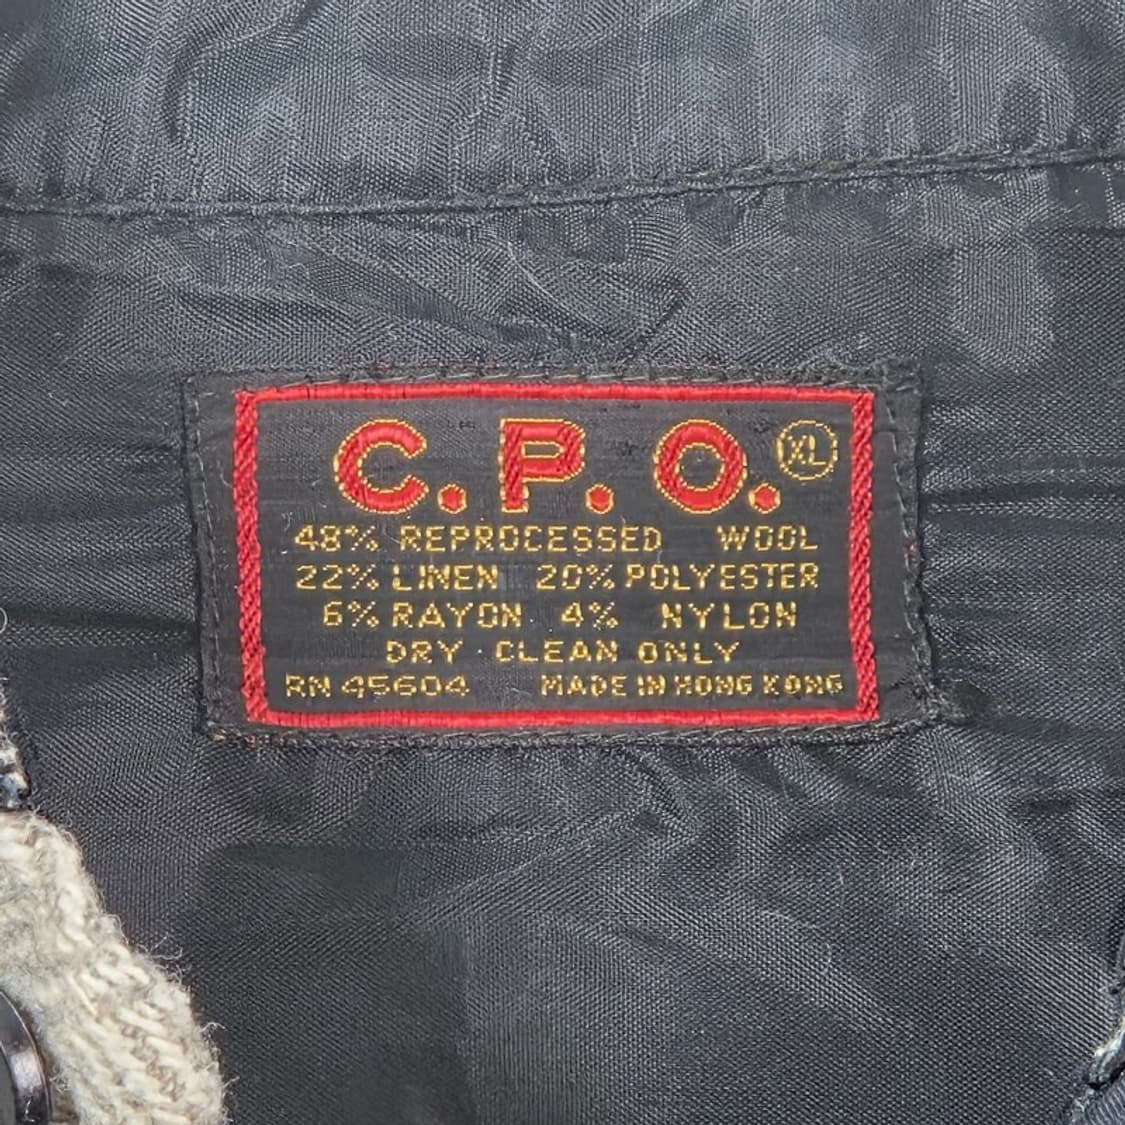 C.P.O. XL
48% REPROCESSED WOOL
22% LINEN 20% POLYESTER
6% RAYON 4% NYLON
DRY CLEAN ONLY
RN 45604 MADE IN HONG KONG